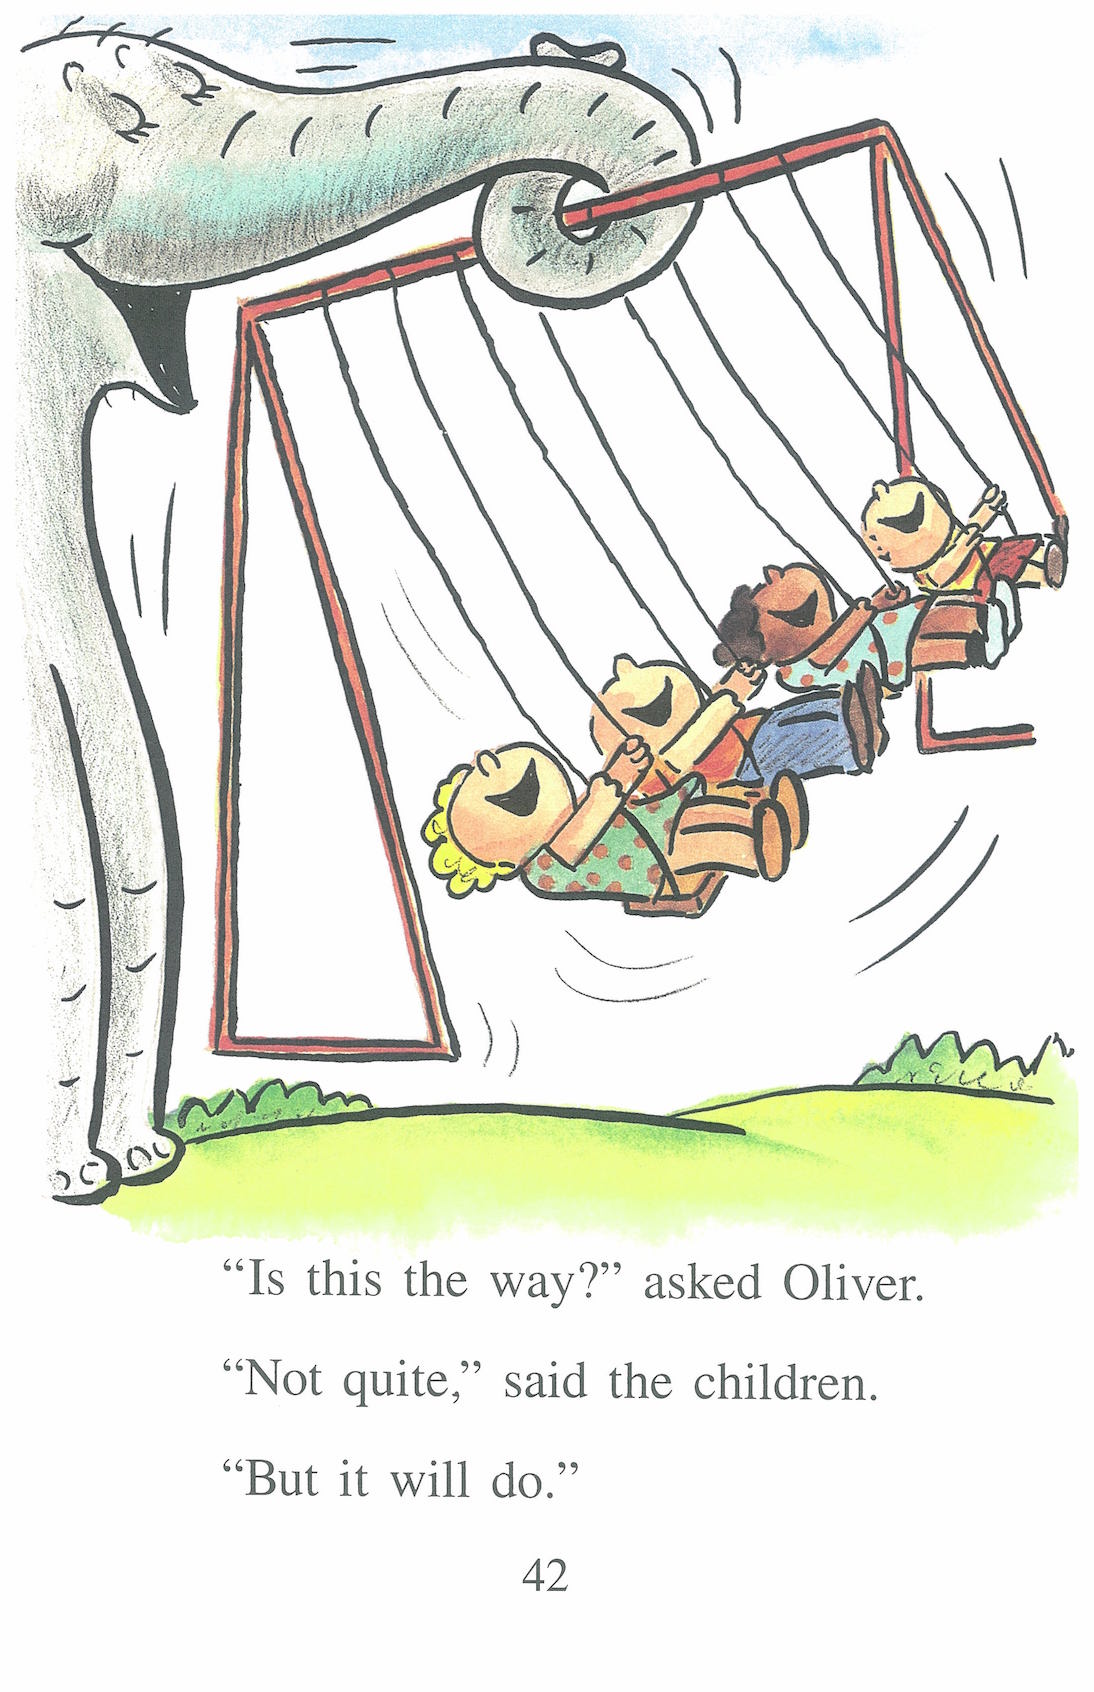 “Is this the way?” asked Oliver.
“Not quite,” said the children.
“But it will do.”
42